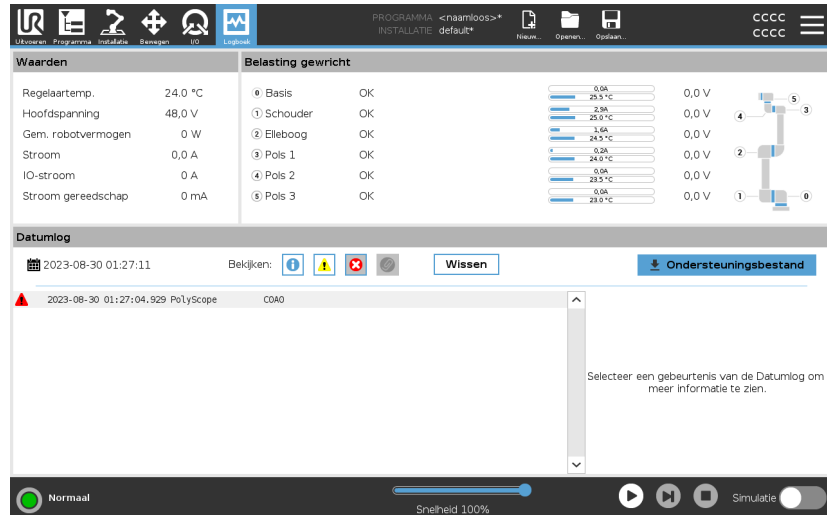 UR
Uitvoeren Programma Installatie Bewegen I/O Logboek
PROGRAMMA <naamloos>*
INSTALLATIE default*
Nieuw... Openen... Opslaan...
CCCC
CCCC
Waarden
Regelaartemp. 24.0 °C
Hoofdspanning 48,0 V
Gem. robotvermogen 0 W
Stroom 0,0 A
IO-stroom 0 A
Stroom gereedschap 0 mA
Belasting gewricht
0 Basis OK 0,0A 25.5 °C 0,0 V
1 Schouder OK 2,9A 25.0 °C 0,0 V
2 Elleboog OK 1,6A 24.5 °C 0,0 V
3 Pols 1 OK 0,2A 24.0 °C 0,0 V
4 Pols 2 OK 0,0A 23.5 °C 0,0 V
5 Pols 3 OK 0,0A 23.0 °C 0,0 V
5
4 3
2
1 0
Datumlog
2023-08-30 01:27:11 Bekijken: Wissen Ondersteuningsbestand
2023-08-30 01:27:04.929 PolyScope C0A0
Selecteer een gebeurtenis van de Datumlog om
meer informatie te zien.
Normaal
Snelheid 100%
Simulatie